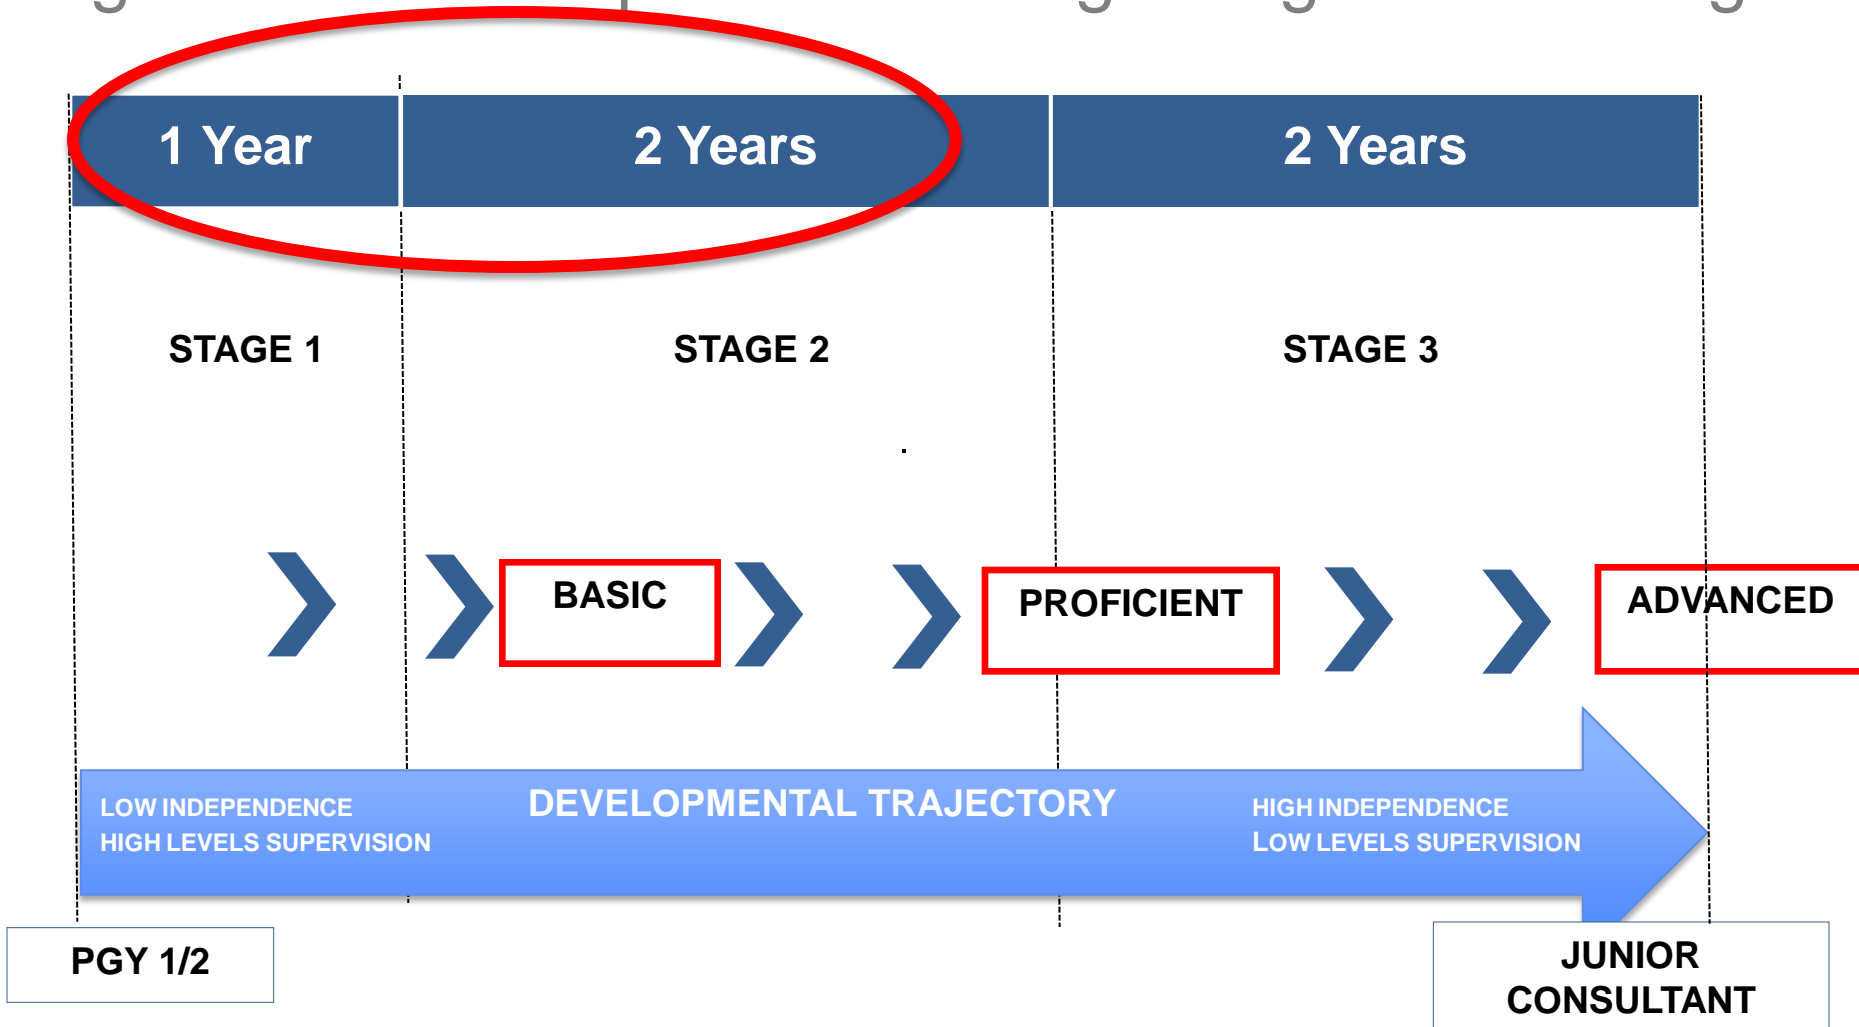 1 Year
2 Years
2 Years
STAGE 1
STAGE 2
STAGE 3
.
BASIC
PROFICIENT
ADVANCED
DEVELOPMENTAL TRAJECTORY
LOW INDEPENDENCE
HIGH LEVELS SUPERVISION
HIGH INDEPENDENCE
LOW LEVELS SUPERVISION
PGY 1/2
JUNIOR
CONSULTANT